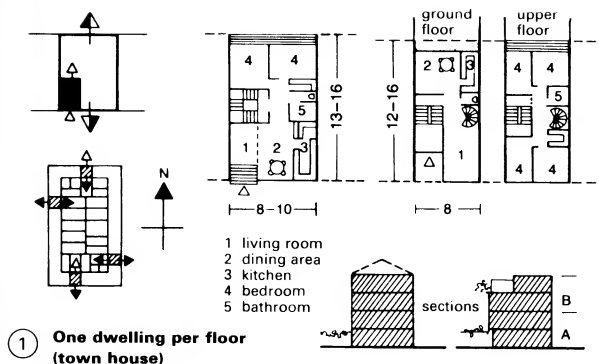 ground floor
upper floor
4 4
5
1 2 3
13-16
8-10
2 3
1
12-16
8
4 4
5
4 4
N
1 living room
2 dining area
3 kitchen
4 bedroom
5 bathroom
sections
B
A
1 One dwelling per floor
(town house)